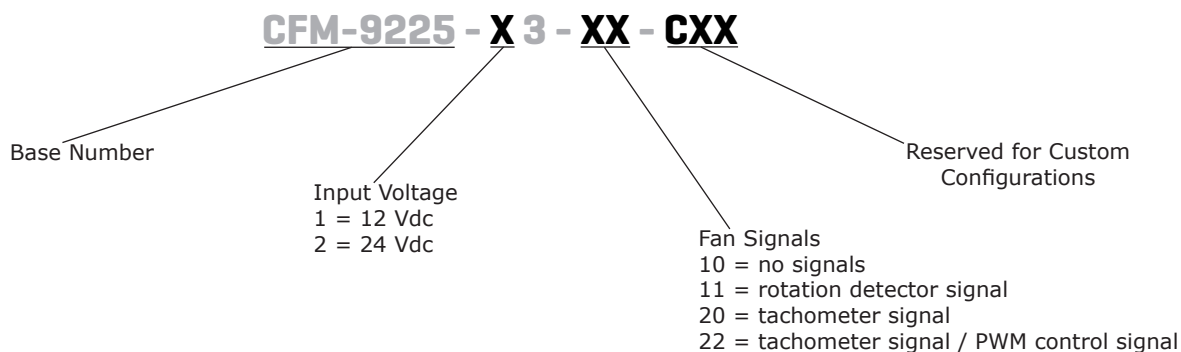 CFM-9225 - X 3 - XX - CXX
Base Number
Input Voltage
1 = 12 Vdc
2 = 24 Vdc
Fan Signals
10 = no signals
11 = rotation detector signal
20 = tachometer signal
22 = tachometer signal / PWM control signal
Reserved for Custom
Configurations